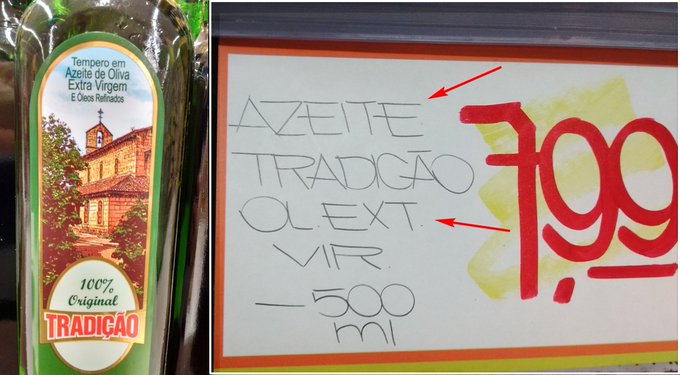 Tempero em
Azeite de Oliva
Extra Virgem
E Óleos Refinados
100%
Original
TRADIÇÃO
AZEITE
TRADIÇÃO
OL. EXT.
VIR.
— 500
ml
7,99